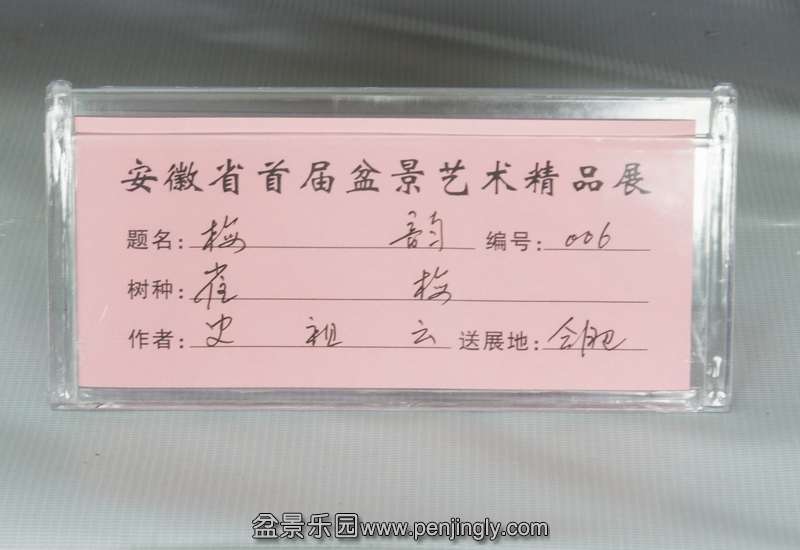 安徽省首届盆景艺术精品展
题名：梅韵 编号：006
树种：雀梅
作者：史祖云 送展地：合肥
盆景乐园www.penjingly.com